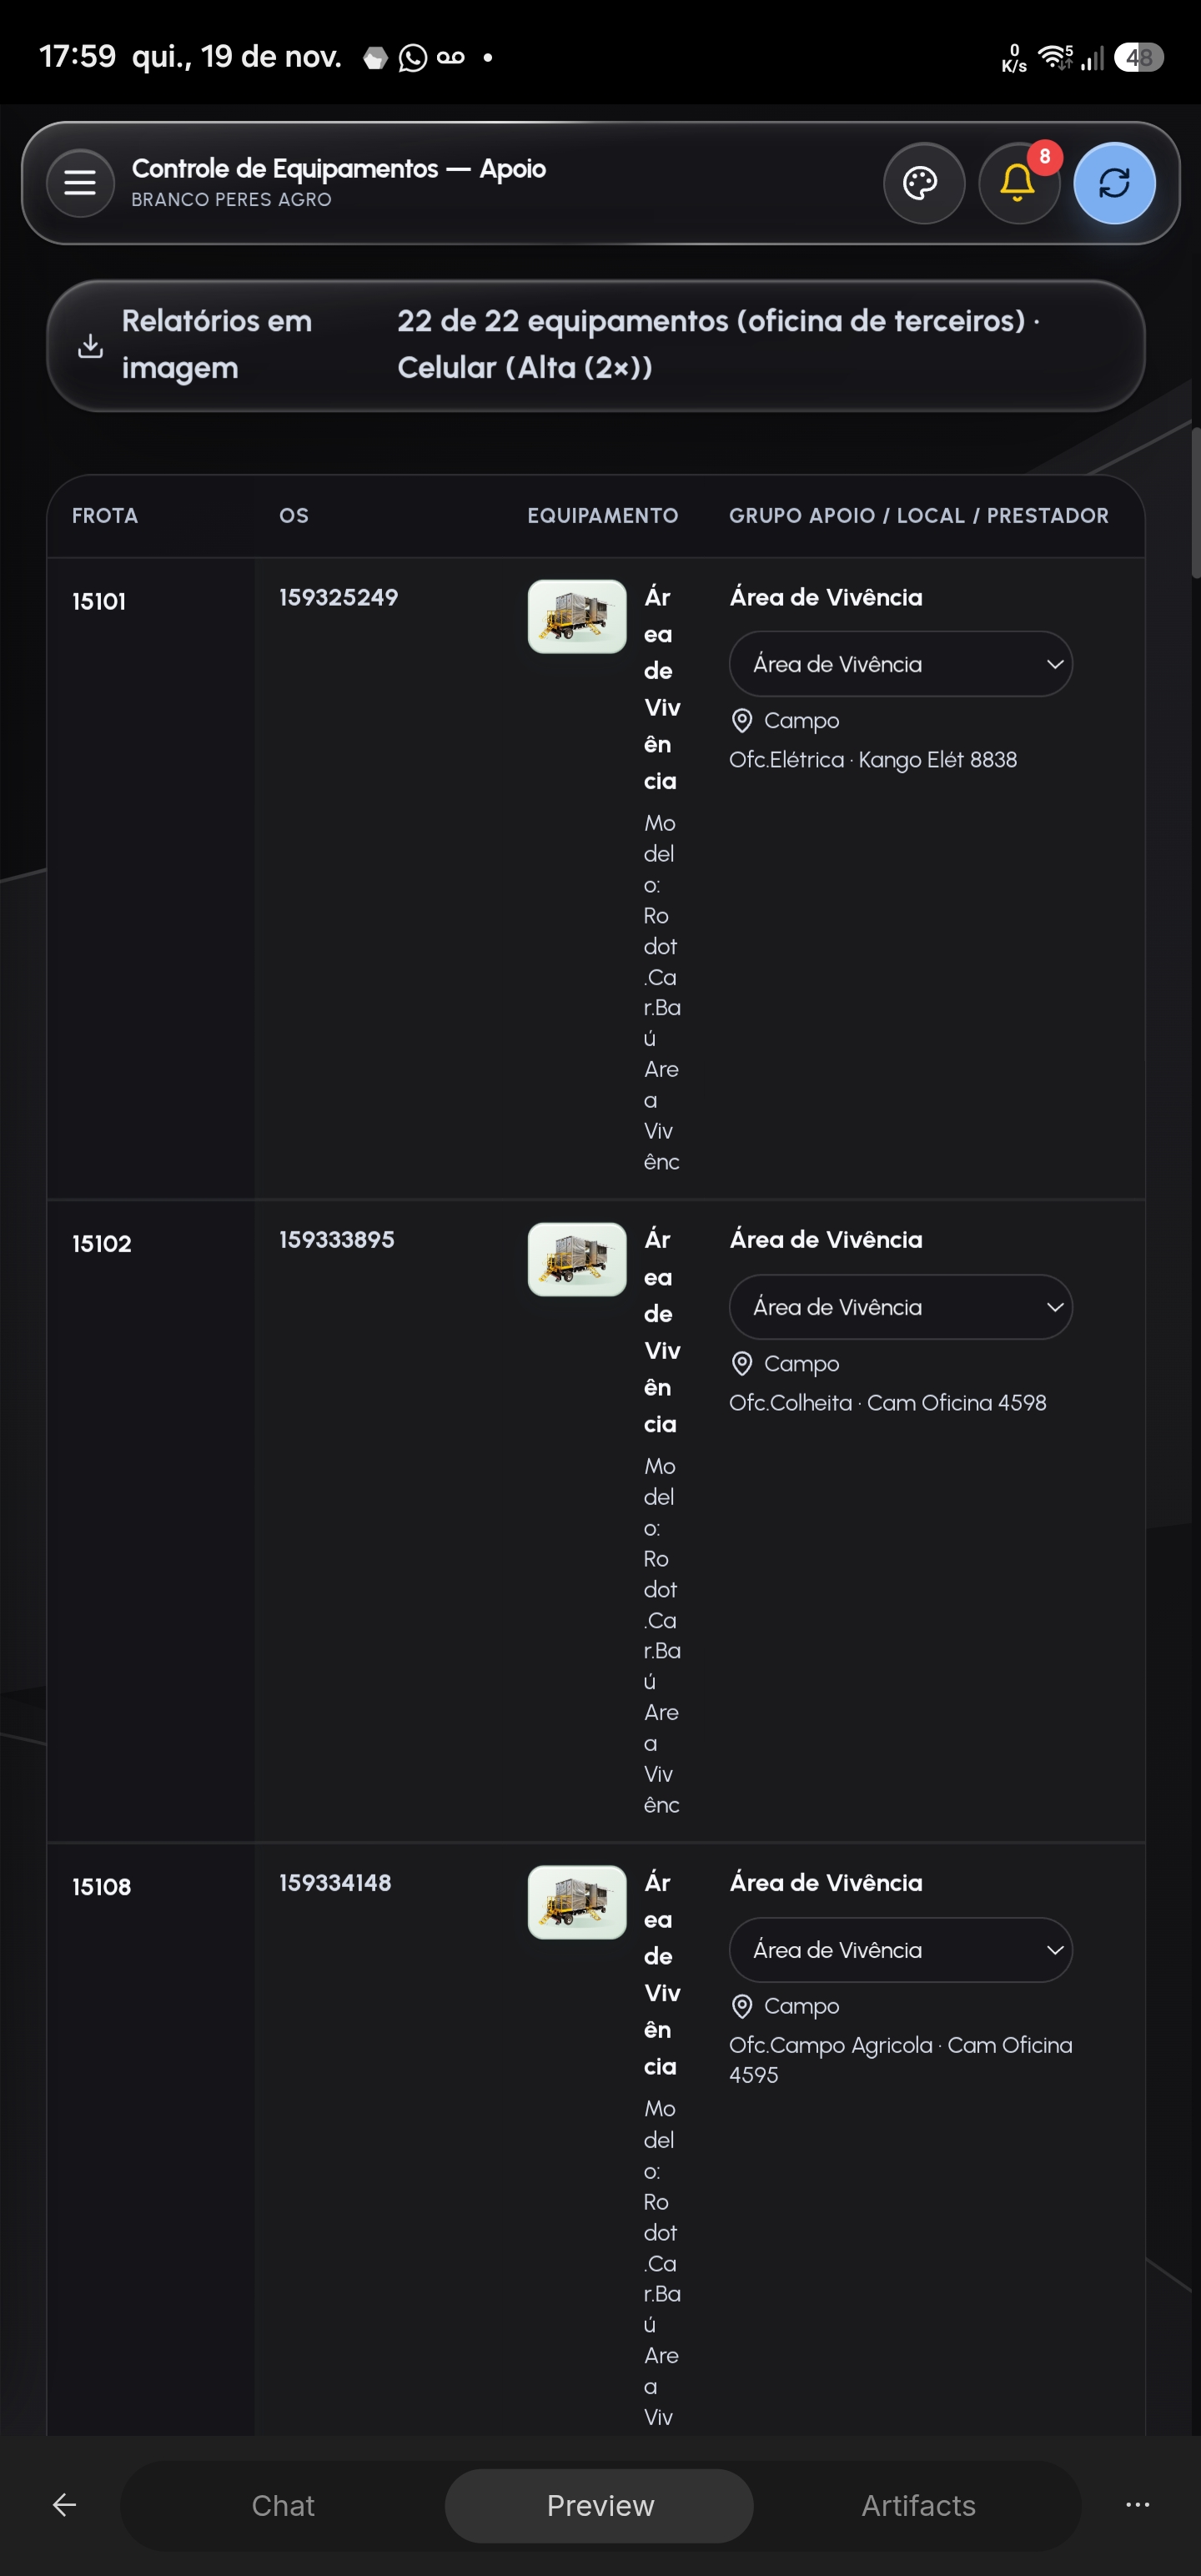 17:59 qui., 19 de nov.
0
K/s
5
48
Controle de Equipamentos — Apoio
BRANCO PERES AGRO
8
Relatórios em
imagem
22 de 22 equipamentos (oficina de terceiros) ·
Celular (Alta (2×))
FROTA OS EQUIPAMENTO GRUPO APOIO / LOCAL / PRESTADOR
15101
159325249
Ár
ea
de
Viv
ên
cia
Mo
del
o:
Ro
dot
.Ca
r.Ba
ú
Are
a
Viv
ênc
Área de Vivência
Área de Vivência
Campo
Ofc.Elétrica · Kango Elét 8838
15102
159333895
Ár
ea
de
Viv
ên
cia
Mo
del
o:
Ro
dot
.Ca
r.Ba
ú
Are
a
Viv
ênc
Área de Vivência
Área de Vivência
Campo
Ofc.Colheita · Cam Oficina 4598
15108
159334148
Ár
ea
de
Viv
ên
cia
Mo
del
o:
Ro
dot
.Ca
r.Ba
ú
Are
a
Viv
Área de Vivência
Área de Vivência
Campo
Ofc.Campo Agricola · Cam Oficina
4595
Chat Preview Artifacts